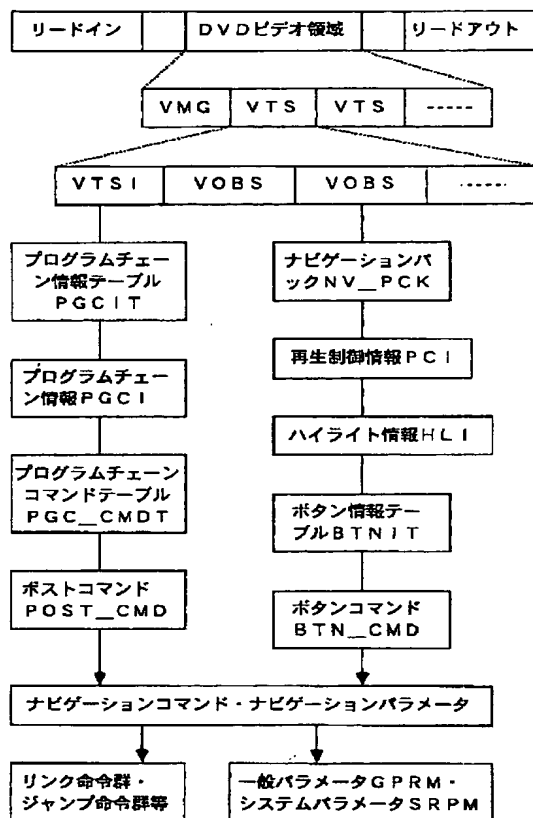 リードイン
DVDビデオ領域
リードアウト
VMG
VTS
VTS
-----
VTSI
VOBS
VOBS
-----
プログラムチェー
ン情報テーブル
PGCIT
ナビゲーションパ
ックNV__PCK
プログラムチェー
ン情報PGCI
再生制御情報PCI
ハイライト情報HLI
プログラムチェーン
コマンドテーブル
PGC__CMDT
ボタン情報テー
ブルBTNIT
ポストコマンド
POST__CMD
ボタンコマンド
BTN__CMD
ナビゲーションコマンド・ナビゲーションパラメータ
リンク命令群・
ジャンプ命令群等
一般パラメータGPRM・
システムパラメータSRPM